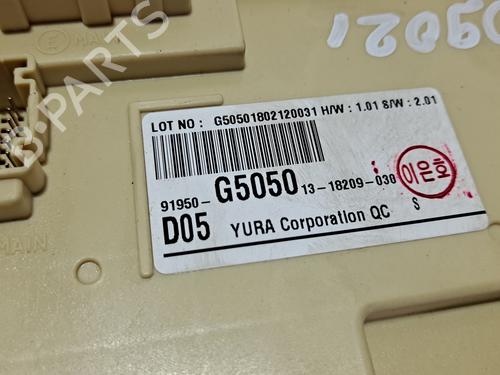 E MAIN
LOT NO : G50501802120031 H/W : 1.01 S/W : 2.01
91950-G5050 13-18209-030
이은호
D05 YURA Corporation QC S
MAIN
B-Parts